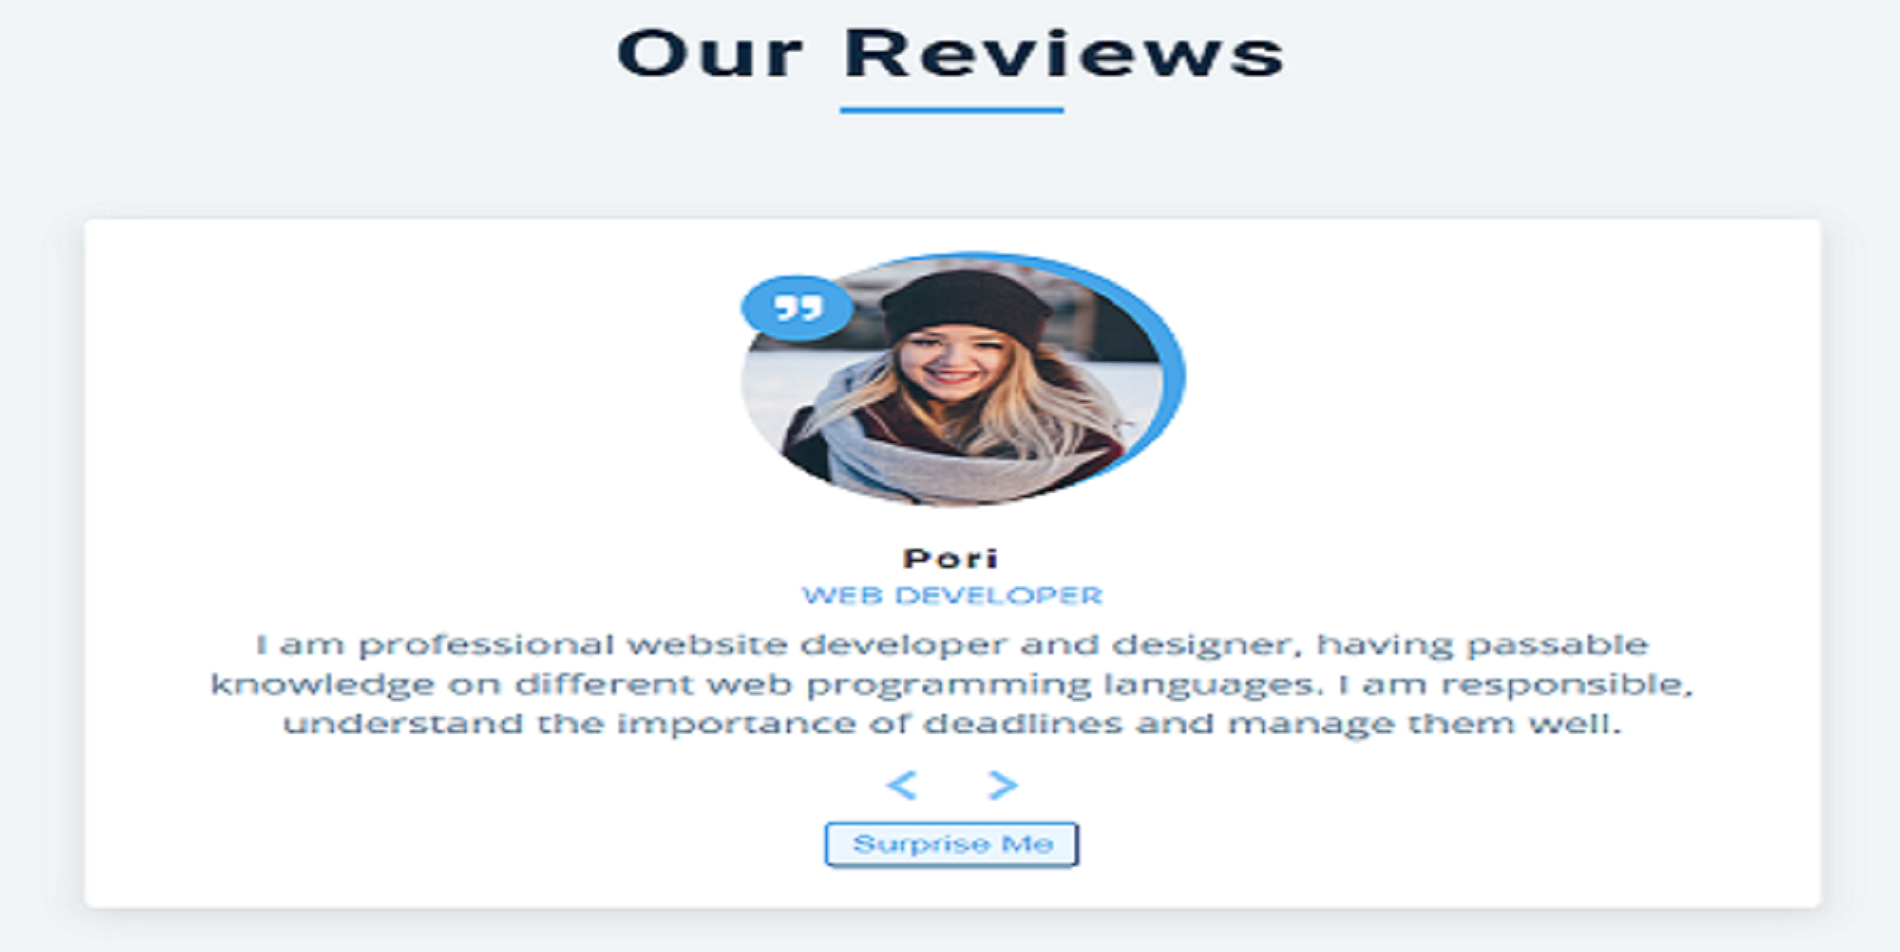 Our Reviews
”
Pori
WEB DEVELOPER
I am professional website developer and designer, having passable
knowledge on different web programming languages. I am responsible,
understand the importance of deadlines and manage them well.
< >
Surprise Me